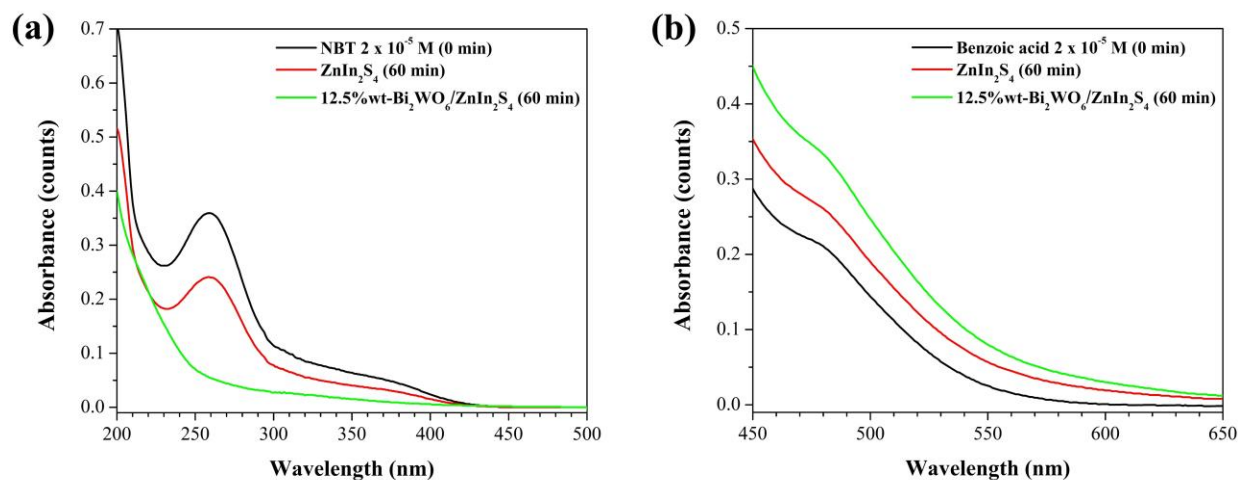 (a)
0.7
0.6
0.5
0.4
0.3
0.2
0.1
0.0
Absorbance (counts)
NBT 2 x 10⁻⁵ M (0 min)
ZnIn₂S₄ (60 min)
12.5%wt-Bi₂WO₆/ZnIn₂S₄ (60 min)
200 250 300 350 400 450 500
Wavelength (nm)
(b)
0.5
0.4
0.3
0.2
0.1
0.0
Absorbance (counts)
Benzoic acid 2 x 10⁻⁵ M (0 min)
ZnIn₂S₄ (60 min)
12.5%wt-Bi₂WO₆/ZnIn₂S₄ (60 min)
450 500 550 600 650
Wavelength (nm)